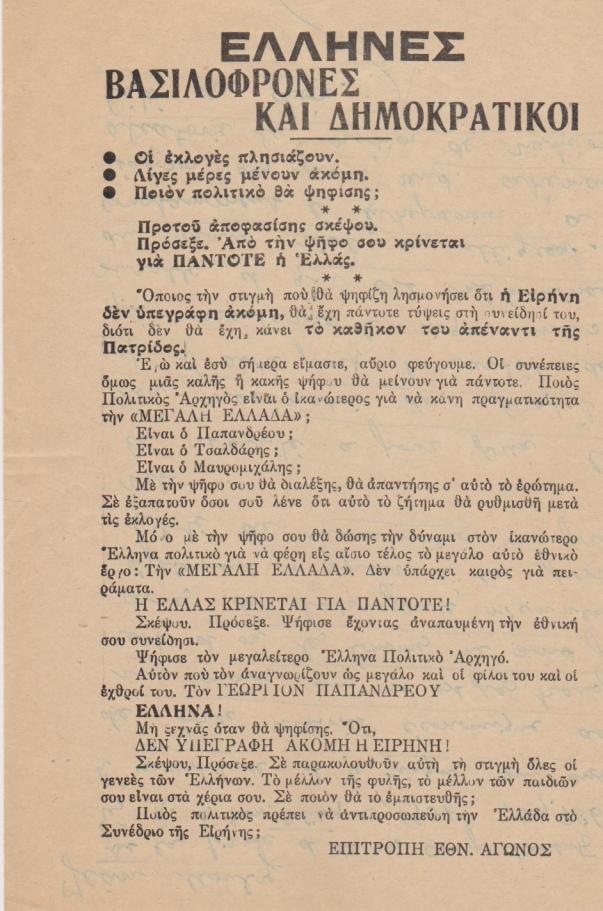 ΕΛΛΗΝΕΣ
ΒΑΣΙΛΟΦΡΟΝΕΣ
ΚΑΙ ΔΗΜΟΚΡΑΤΙΚΟΙ
● Οἱ ἐκλογὲς πλησιάζουν.
● Λίγες μέρες μένουν ἀκόμη.
● Ποιὸν πολιτικὸ θὰ ψηφίσης;
* *
Προτοῦ ἀποφασίσης σκέψου.
Πρόσεξε. Ἀπὸ τὴν ψῆφο σου κρίνεται
γιὰ ΠΑΝΤΟΤΕ ἡ Ἑλλάς.
* *
Ὅποιος τὴν στιγμὴ ποὺ θὰ ψηφίζη λησμονήσει ὅτι ἡ Εἰρήνη
δὲν ὑπεγράφη ἀκόμη, θὰ ἔχη πάντοτε τύψεις στὴ συνείδησί του,
διότι δὲν θὰ ἔχη κάνει τὸ καθῆκον του ἀπέναντι τῆς
Πατρίδος.
Ἐγὼ καὶ ἐσὺ σήμερα εἴμαστε, αὔριο φεύγουμε. Οἱ συνέπειες
ὅμως μιᾶς καλῆς ἢ κακῆς ψήφου θὰ μείνουν γιὰ πάντοτε. Ποιὸς
Πολιτικὸς Ἀρχηγὸς εἶναι ὁ ἱκανώτερος γιὰ νὰ κάνη πραγματικότητα
τὴν «ΜΕΓΑΛΗ ΕΛΛΑΔΑ»;
Εἶναι ὁ Παπανδρέου;
Εἶναι ὁ Τσαλδάρης;
Εἶναι ὁ Μαυρομιχάλης;
Μὲ τὴν ψῆφο σου θὰ διαλέξης, θὰ ἀπαντήσης σ' αὐτὸ τὸ ἐρώτημα.
Σὲ ἐξαπατοῦν ὅσοι σοῦ λένε ὅτι αὐτὸ τὸ ζήτημα θὰ ρυθμισθῆ μετὰ
τὶς ἐκλογές.
Μόνο μὲ τὴν ψῆφο σου θὰ δώσης τὴν δύναμι στὸν ἱκανώτερο
Ἕλληνα πολιτικὸ γιὰ νὰ φέρη εἰς αἴσιο τέλος τὸ μεγάλο αὐτὸ ἐθνικὸ
ἔργο: Τὴν «ΜΕΓΑΛΗ ΕΛΛΑΔΑ». Δὲν ὑπάρχει καιρὸς γιὰ πει-
ράματα.
Η ΕΛΛΑΣ ΚΡΙΝΕΤΑΙ ΓΙΑ ΠΑΝΤΟΤΕ!
Σκέψου. Πρόσεξε. Ψήφισε ἔχοντας ἀναπαυμένη τὴν ἐθνική
σου συνείδησι.
Ψήφισε τὸν μεγαλείτερο Ἕλληνα Πολιτικὸ Ἀρχηγό.
Αὐτὸν ποὺ τὸν ἀναγνωρίζουν ὡς μεγάλο καὶ οἱ φίλοι του καὶ οἱ
ἐχθροί του. Τὸν ΓΕΩΡΓΙΟΝ ΠΑΠΑΝΔΡΕΟΥ
ΕΛΛΗΝΑ!
Μὴ ξεχνᾶς ὅταν θὰ ψηφίσης. Ὅτι,
ΔΕΝ ΥΠΕΓΡΑΦΗ ΑΚΟΜΗ Η ΕΙΡΗΝΗ!
Σκέψου, Πρόσεξε. Σὲ παρακολουθοῦν αὐτὴ τὴ στιγμὴ ὅλες οἱ
γενεὲς τῶν Ἑλλήνων. Τὸ μέλλον τῆς φυλῆς, τὸ μέλλον τῶν παιδιῶν
σου εἶναι στὰ χέρια σου. Σὲ ποιὸν θὰ τὸ ἐμπιστευθῆς;
Ποιὸς πολιτικὸς πρέπει νὰ ἀντιπροσωπεύση τὴν Ἑλλάδα στὸ
Συνέδριο τῆς Εἰρήνης;
ΕΠΙΤΡΟΠΗ ΕΘΝ. ΑΓΩΝΟΣ